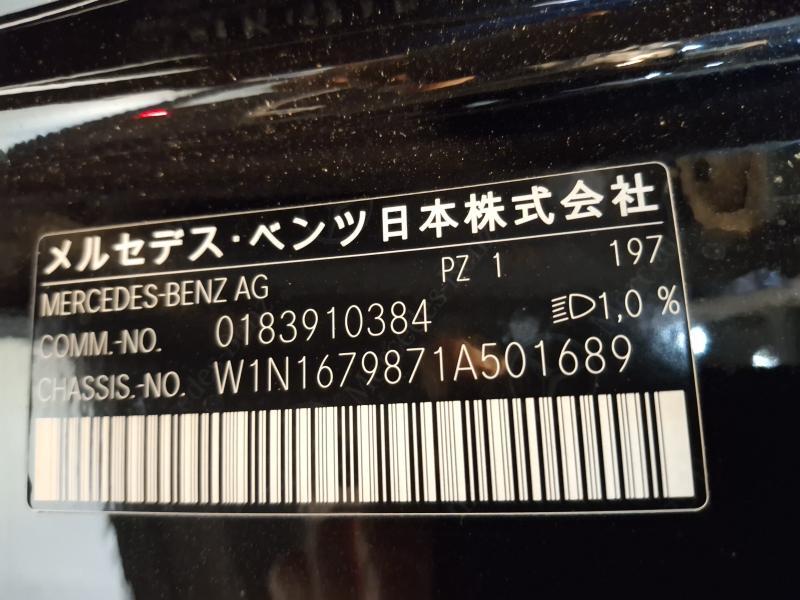 メルセデス・ベンツ日本株式会社
MERCEDES-BENZ AG PZ 1 197
COMM.-NO. 0183910384 1,0 %
CHASSIS.-NO. W1N1679871A501689